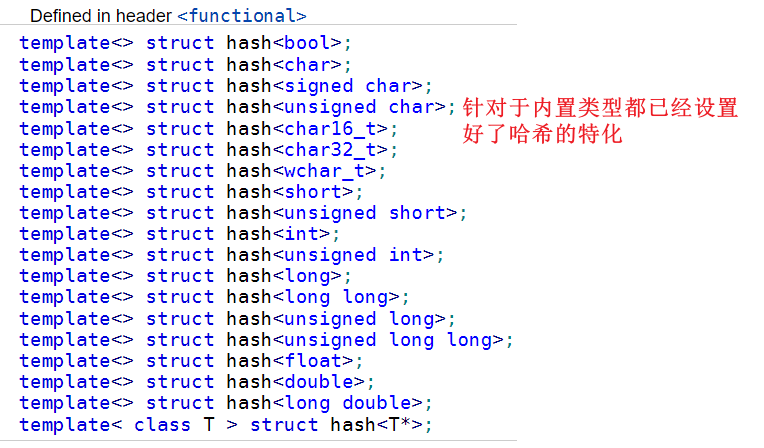 Defined in header <functional>
template<> struct hash<bool>;
template<> struct hash<char>;
template<> struct hash<signed char>;
template<> struct hash<unsigned char>; 针对于内置类型都已经设置
template<> struct hash<char16_t>; 好了哈希的特化
template<> struct hash<char32_t>;
template<> struct hash<wchar_t>;
template<> struct hash<short>;
template<> struct hash<unsigned short>;
template<> struct hash<int>;
template<> struct hash<unsigned int>;
template<> struct hash<long>;
template<> struct hash<long long>;
template<> struct hash<unsigned long>;
template<> struct hash<unsigned long long>;
template<> struct hash<float>;
template<> struct hash<double>;
template<> struct hash<long double>;
template< class T > struct hash<T*>;